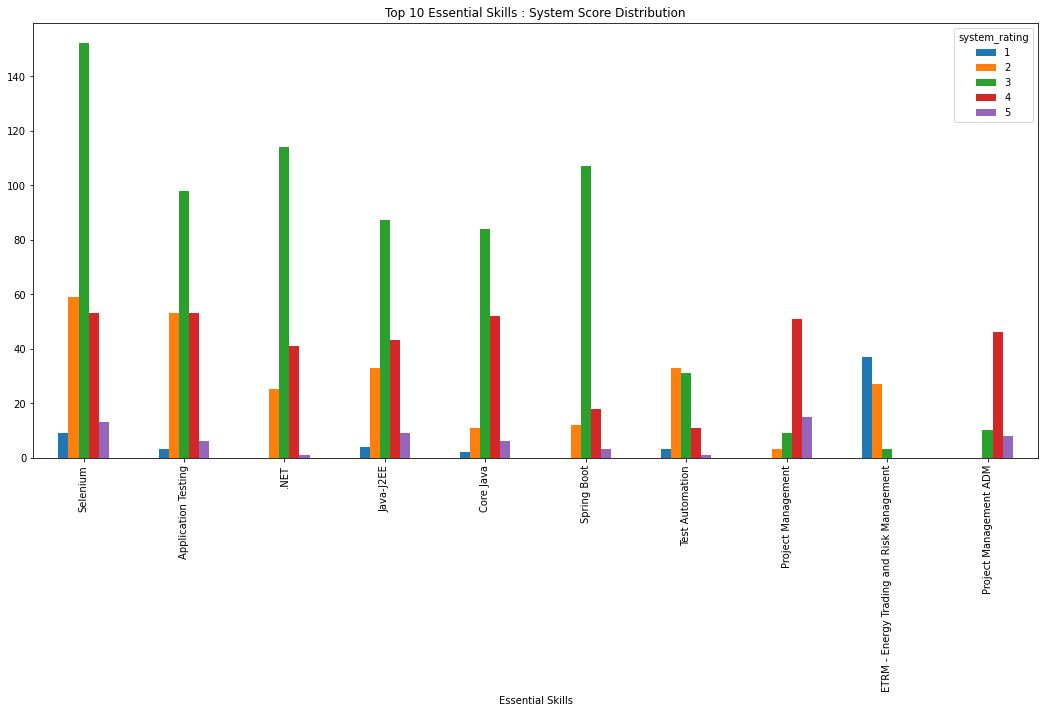 Top 10 Essential Skills : System Score Distribution
system_rating
1
2
3
4
5
140
120
100
80
60
40
20
0
Selenium
Application Testing
.NET
Java-J2EE
Core Java
Spring Boot
Test Automation
Project Management
ETRM - Energy Trading and Risk Management
Project Management ADM
Essential Skills